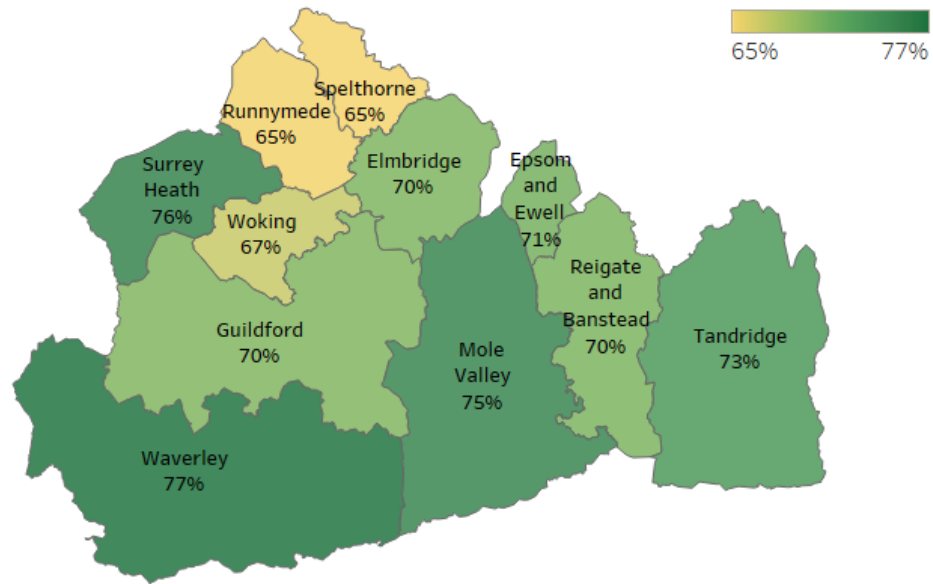 65%
77%
Spelthorne
65%
Runnymede
65%
Elmbridge
70%
Epsom
and
Ewell
71%
Surrey
Heath
76%
Woking
67%
Reigate
and
Banstead
70%
Guildford
70%
Mole
Valley
75%
Tandridge
73%
Waverley
77%